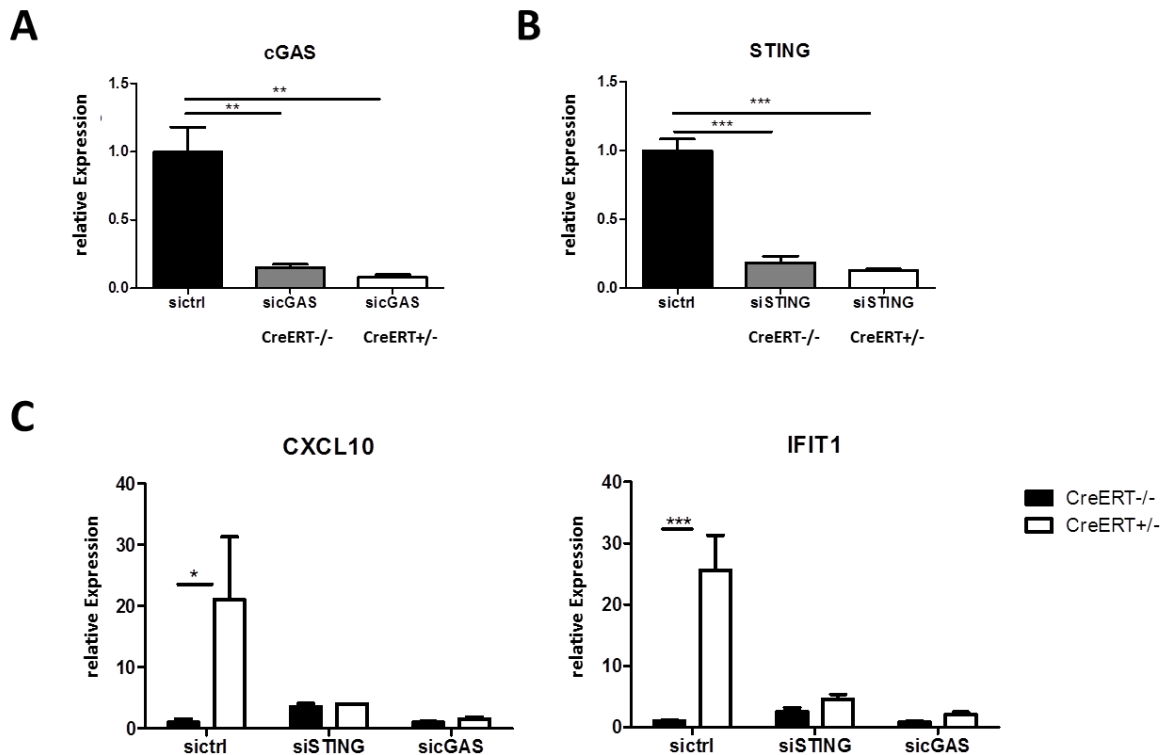 A
cGAS
relative Expression
1.5
1.0
0.5
0.0
**
**
sictrl
sicGAS
sicGAS
CreERT-/-
CreERT+/-
B
STING
relative Expression
1.5
1.0
0.5
0.0
***
***
sictrl
siSTING
siSTING
CreERT-/-
CreERT+/-
C
CXCL10
relative Expression
40
30
20
10
0
*
sictrl
siSTING
sicGAS
IFIT1
relative Expression
40
30
20
10
0
***
sictrl
siSTING
sicGAS
CreERT-/-
CreERT+/-